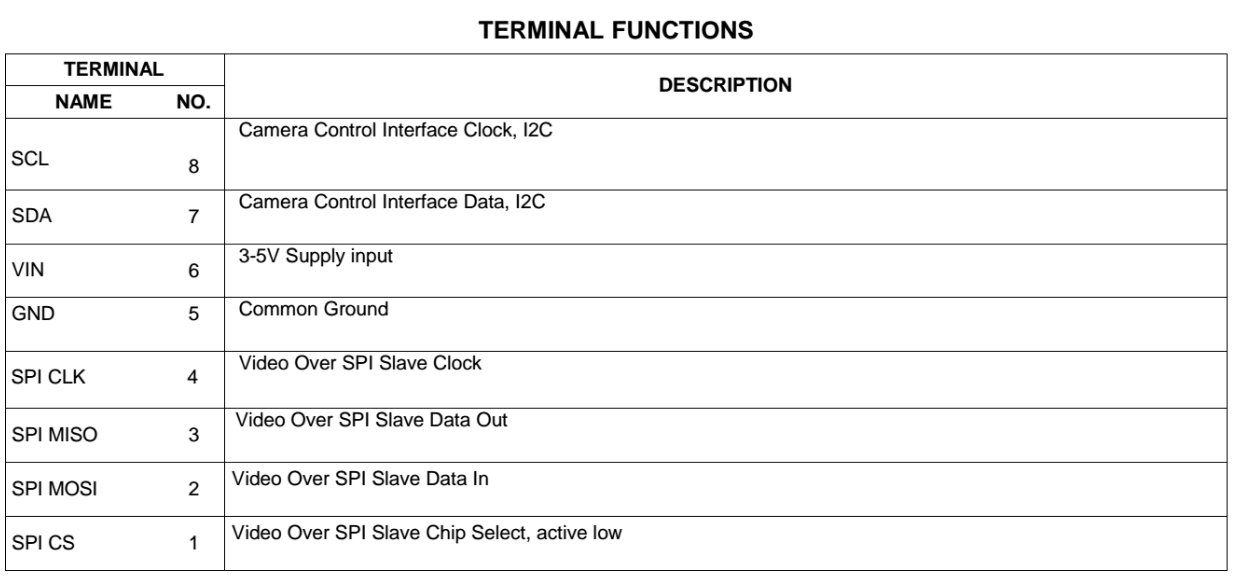 TERMINAL FUNCTIONS
TERMINAL
DESCRIPTION
NAME NO.
SCL 8 Camera Control Interface Clock, I2C
SDA 7 Camera Control Interface Data, I2C
VIN 6 3-5V Supply input
GND 5 Common Ground
SPI CLK 4 Video Over SPI Slave Clock
SPI MISO 3 Video Over SPI Slave Data Out
SPI MOSI 2 Video Over SPI Slave Data In
SPI CS 1 Video Over SPI Slave Chip Select, active low